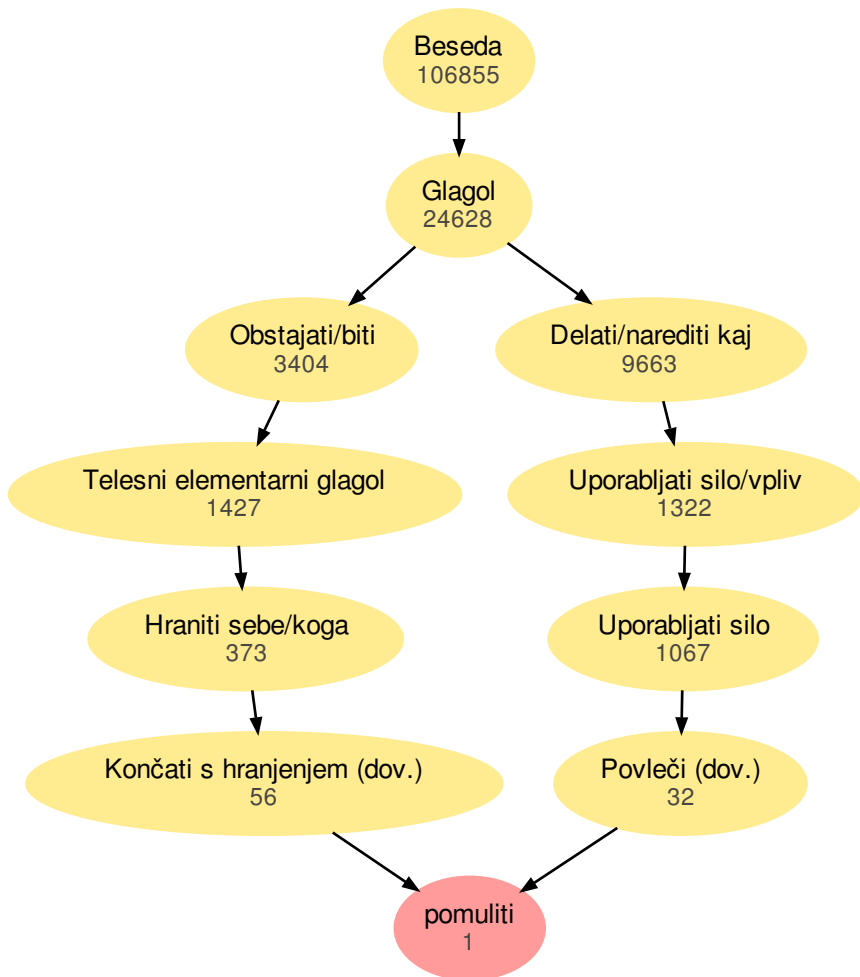 Beseda
106855
Glagol
24628
Obstajati/biti
3404
Delati/narediti kaj
9663
Telesni elementarni glagol
1427
Uporabljati silo/vpliv
1322
Hraniti sebe/koga
373
Uporabljati silo
1067
Končati s hranjenjem (dov.)
56
Povleči (dov.)
32
pomuliti
1